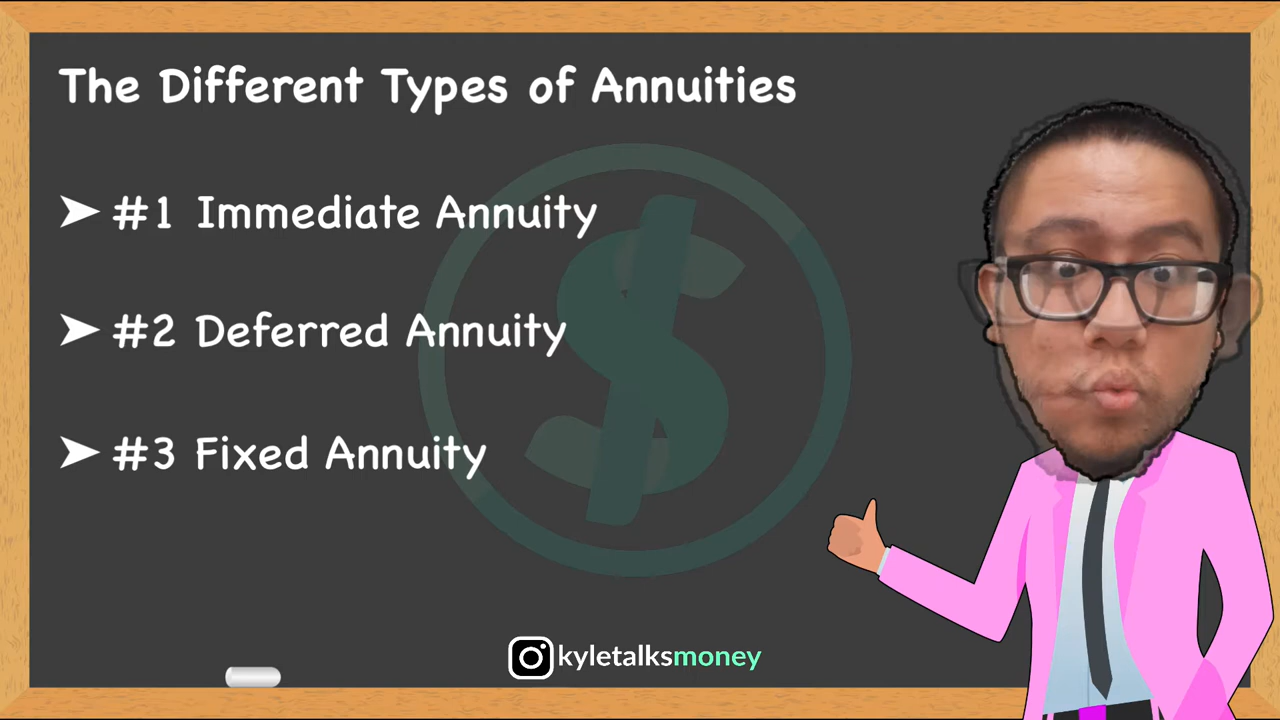 The Different Types of Annuities
➤ #1 Immediate Annuity
➤ #2 Deferred Annuity
➤ #3 Fixed Annuity
kyletalksmoney